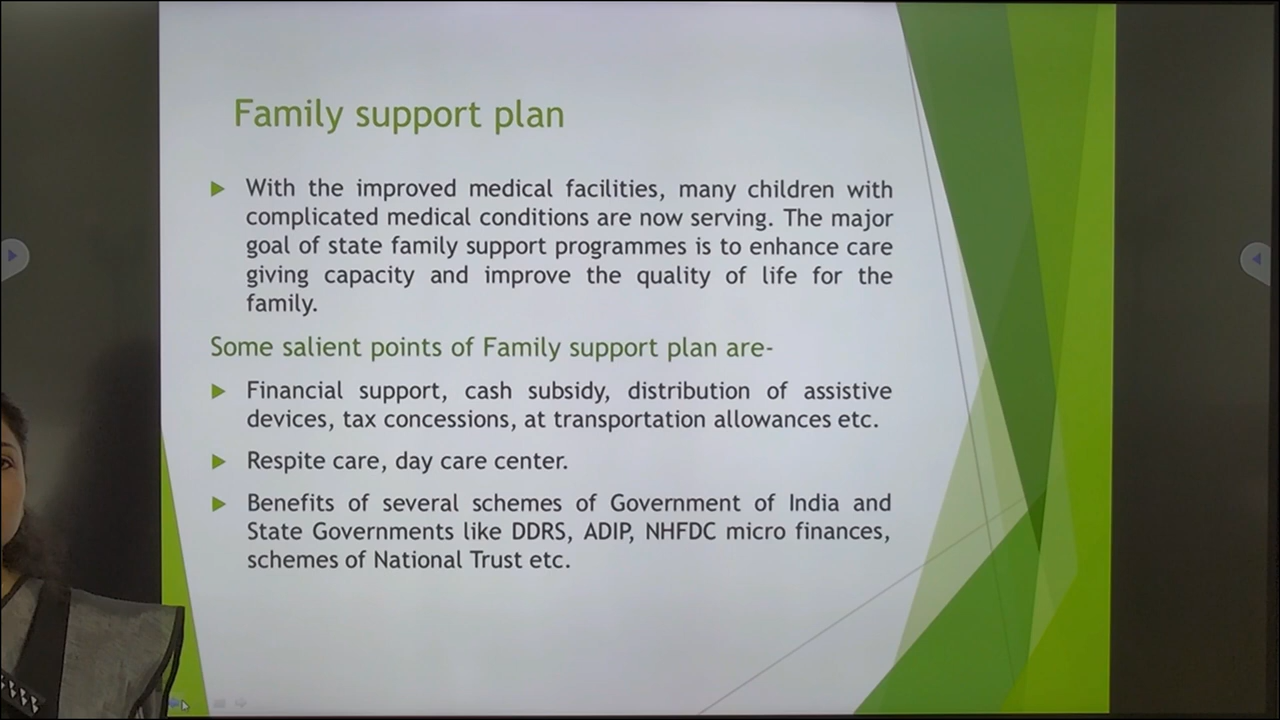 Family support plan
With the improved medical facilities, many children with
complicated medical conditions are now serving. The major
goal of state family support programmes is to enhance care
giving capacity and improve the quality of life for the
family.
Some salient points of Family support plan are-
Financial support, cash subsidy, distribution of assistive
devices, tax concessions, at transportation allowances etc.
Respite care, day care center.
Benefits of several schemes of Government of India and
State Governments like DDRS, ADIP, NHFDC micro finances,
schemes of National Trust etc.